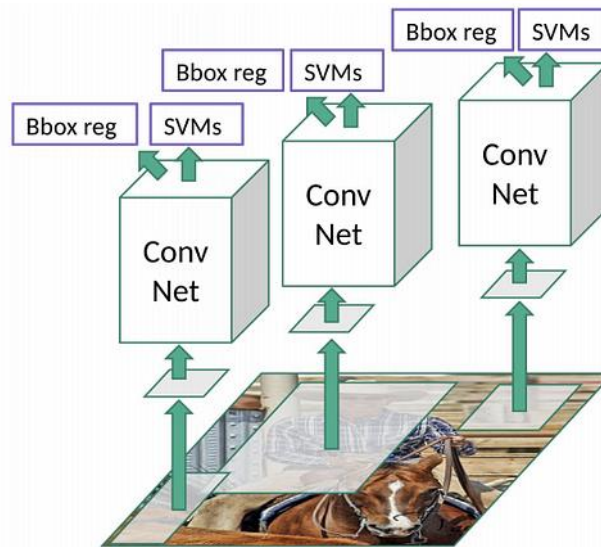 Bbox reg SVMs
Bbox reg SVMs
Bbox reg SVMs
Conv
Net
Conv
Net
Conv
Net